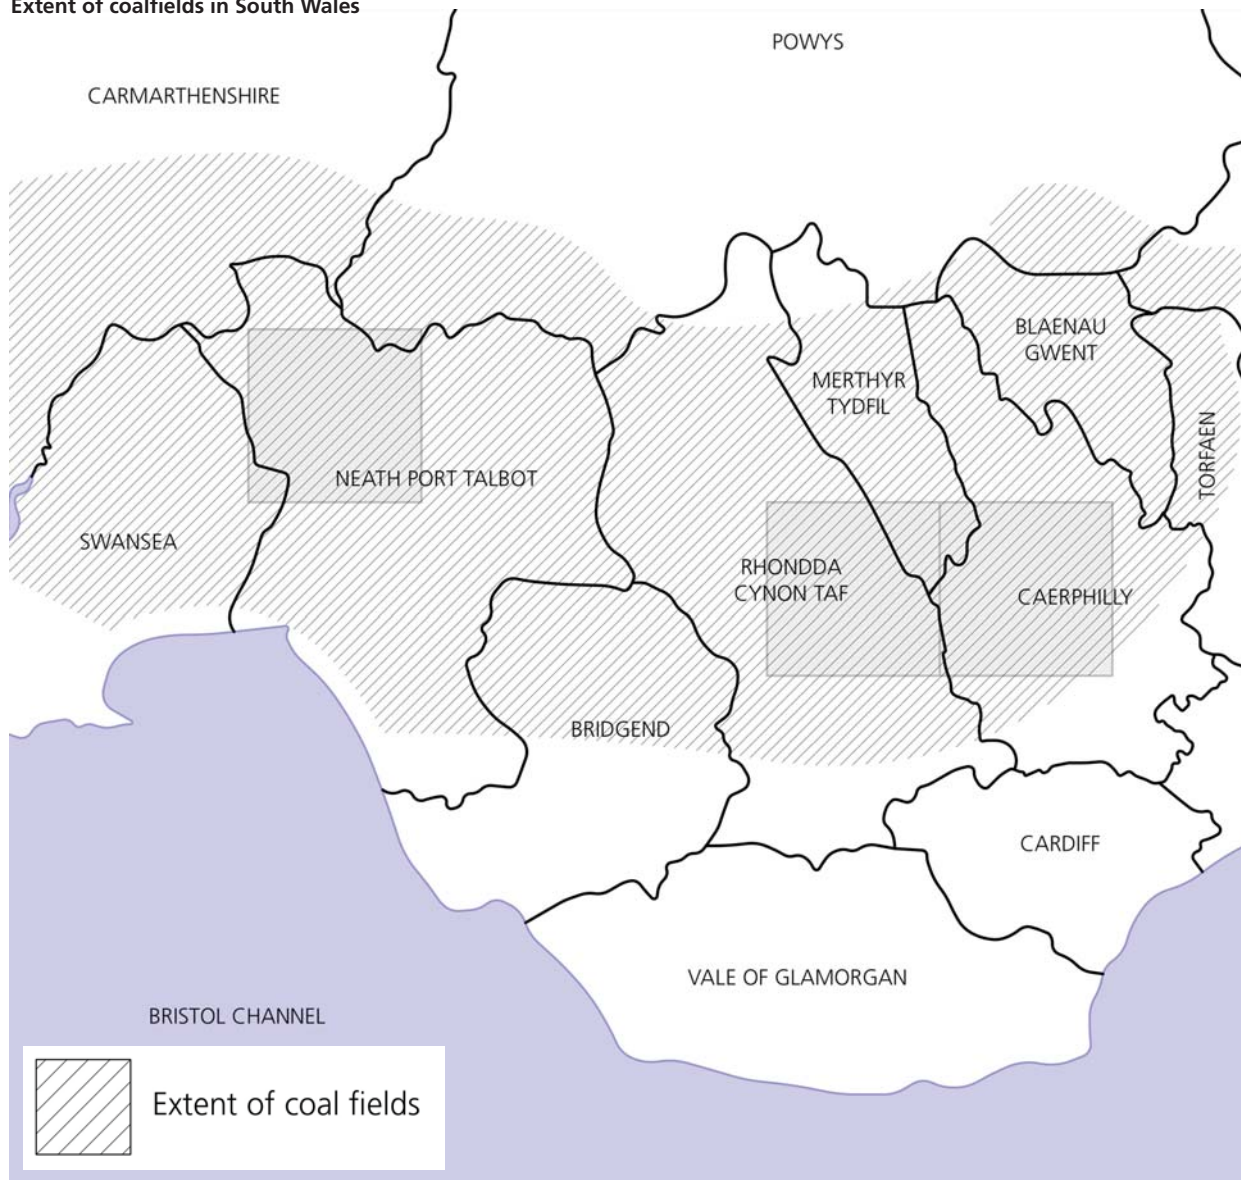 Extent of coalfields in South Wales
POWYS
CARMARTHENSHIRE
BLAENAU
GWENT
MERTHYR
TYDFIL
TORFAEN
NEATH PORT TALBOT
SWANSEA
RHONDDA
CYNON TAF
CAERPHILLY
BRIDGEND
CARDIFF
VALE OF GLAMORGAN
BRISTOL CHANNEL
Extent of coal fields